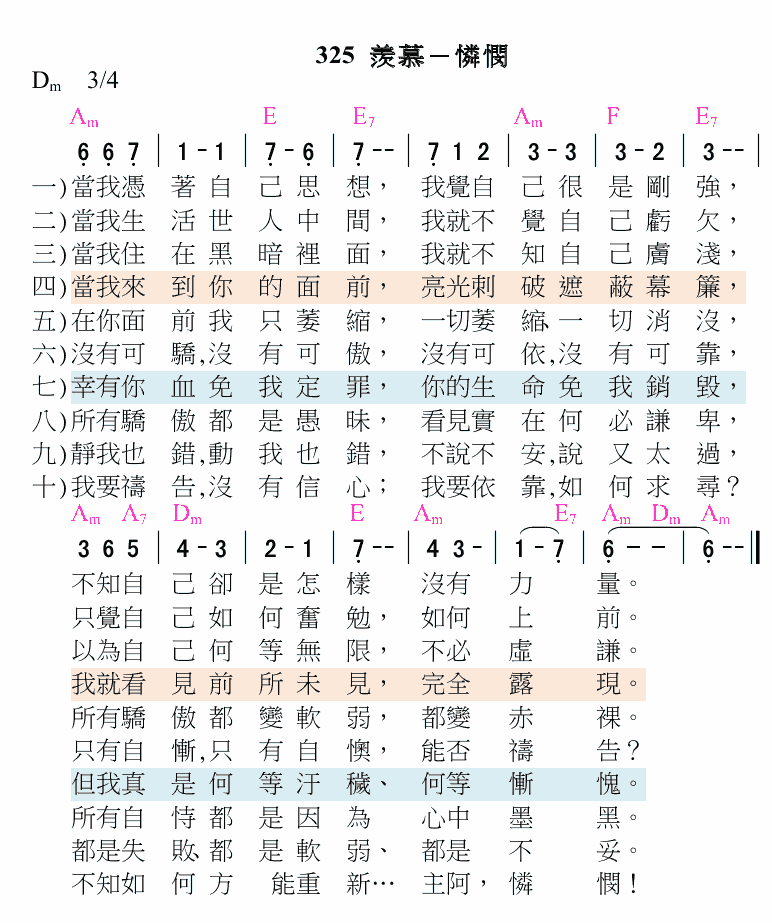 325 羨慕－憐憫
Dm 3/4
Am E E7 Am F E7
6 6 7 | 1 - 1 | 7 - 6 | 7 - - | 7 1 2 | 3 - 3 | 3 - 2 | 3 - - |
一)當我憑著自己思想，我覺自己很是剛強，
二)當我生活世人中間，我就不覺自己虧欠，
三)當我住在黑暗裡面，我就不知自己膚淺，
四)當我來到你的面前，亮光刺破遮蔽幕簾，
五)在你面前我只萎縮，一切萎縮、一切消沒，
六)沒有可驕,沒有可傲，沒有可依,沒有可靠，
七)幸有你血免我定罪，你的生命免我銷毀，
八)所有驕傲都是愚昧，看見實在何必謙卑，
九)靜我也錯,動我也錯，不說不安,說又太過，
十)我要禱告,沒有信心；我要依靠,如何求尋？
Am A7 Dm E Am E7 Am Dm Am
3 6 5 | 4 - 3 | 2 - 1 | 7 - - | 4 3 - | 1 - 7 | 6 - - | 6 - - ‖
不知自己卻是怎樣沒有力量。
只覺自己如何奮勉，如何上前。
以為自己何等無限，不必虛謙。
我就看見前所未見，完全露現。
所有驕傲都變軟弱，都變赤裸。
只有自慚,只有自懊，能否禱告？
但我真是何等汙穢、何等慚愧。
所有自恃都是因為心中墨黑。
都是失敗、都是軟弱、都是不妥。
不知如何方能重新…主阿，憐憫！